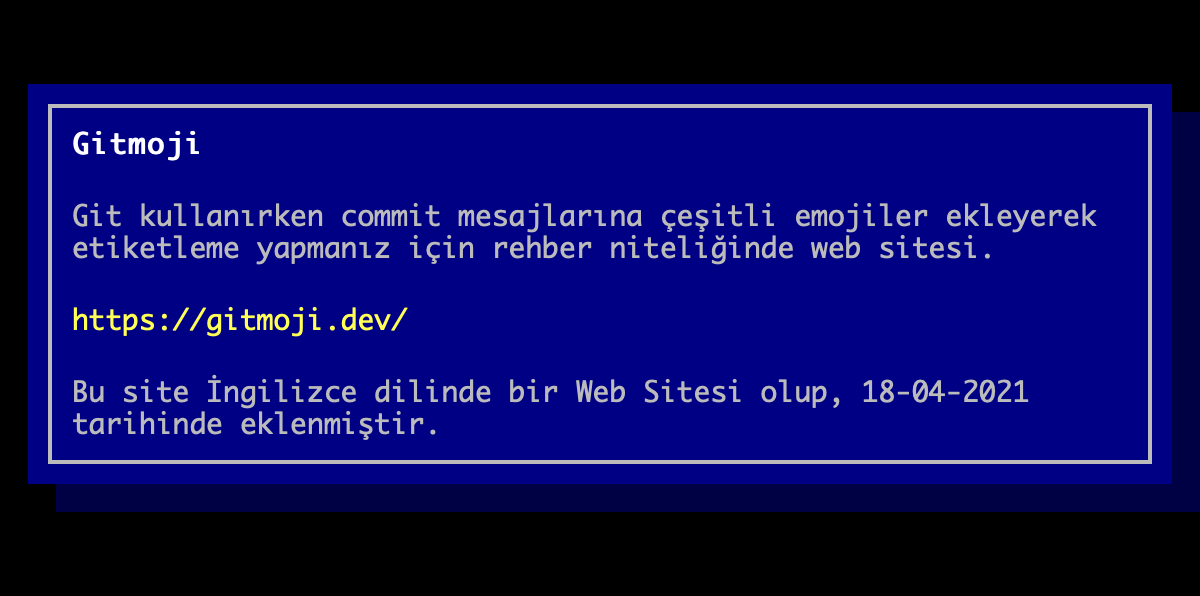 Gitmoji
Git kullanırken commit mesajlarına çeşitli emojiler ekleyerek
etiketleme yapmanız için rehber niteliğinde web sitesi.
https://gitmoji.dev/
Bu site İngilizce dilinde bir Web Sitesi olup, 18-04-2021
tarihinde eklenmiştir.